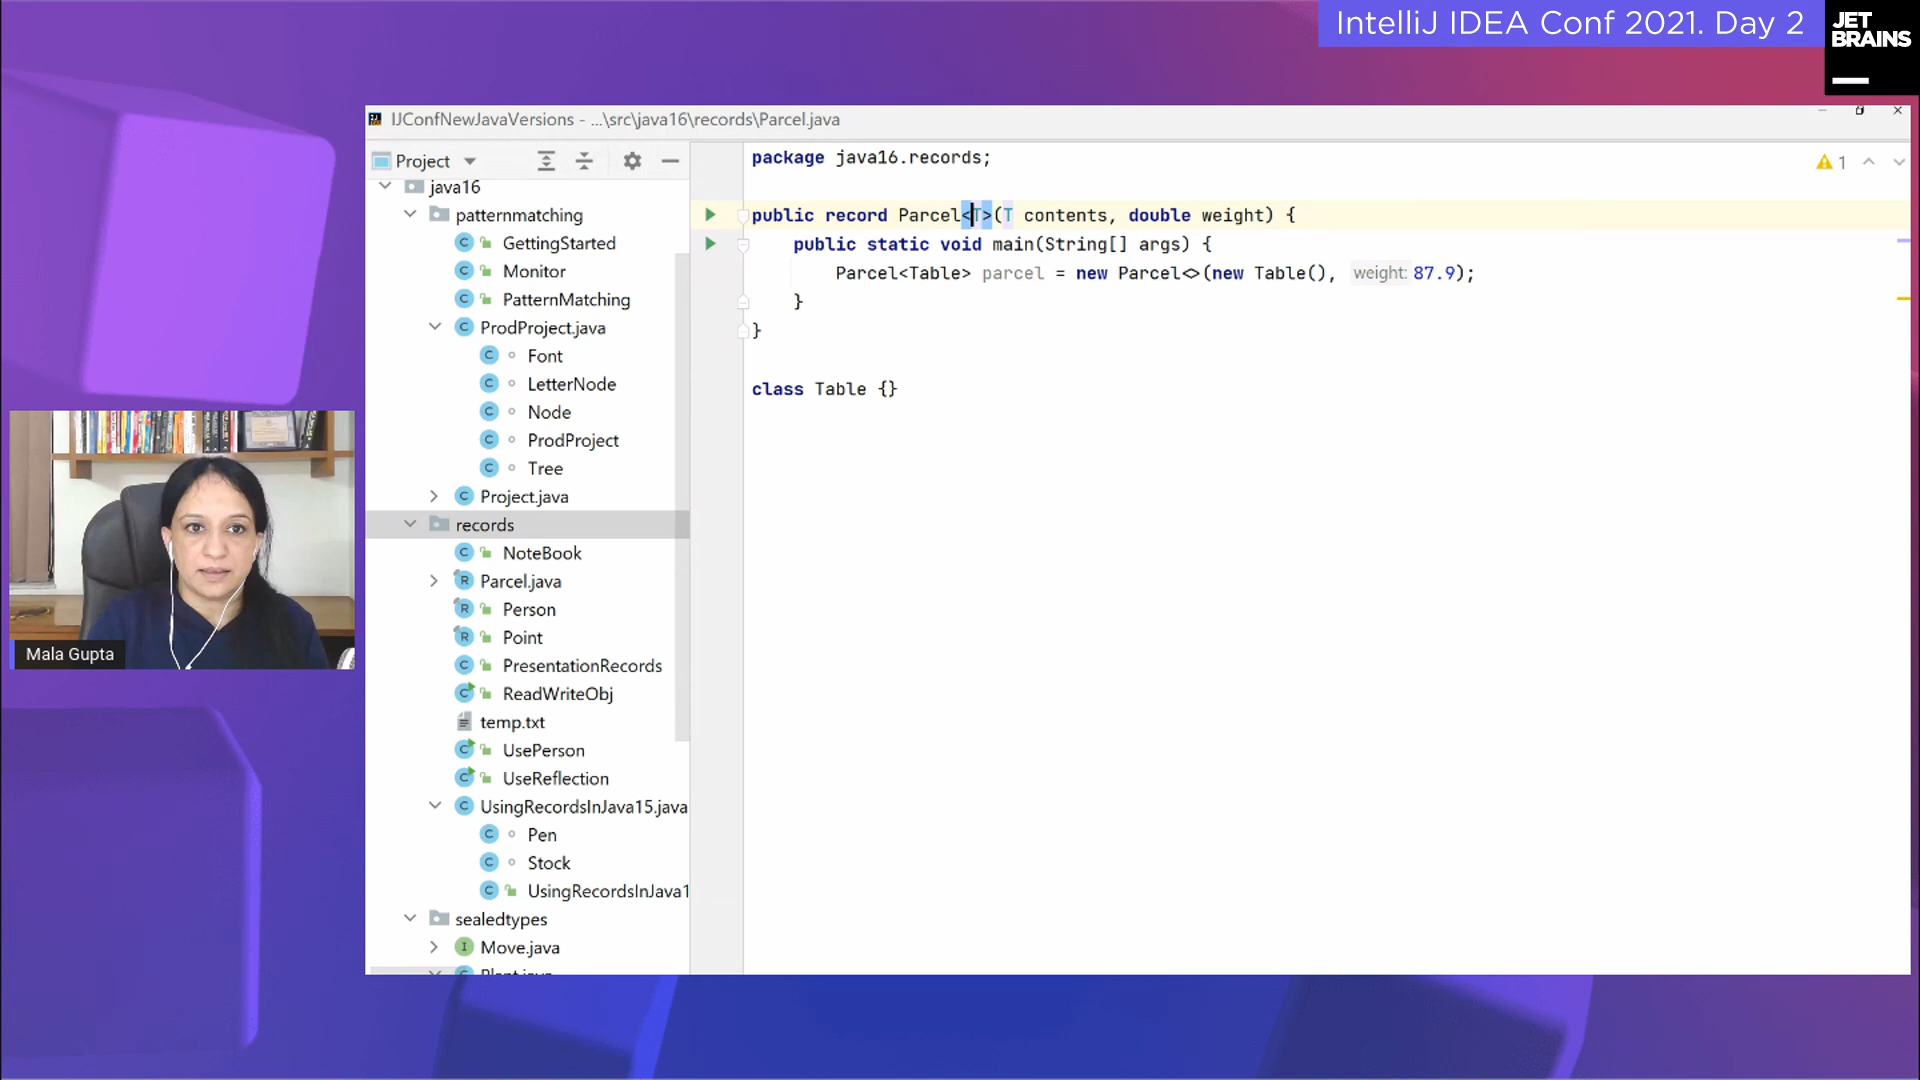 IntelliJ IDEA Conf 2021. Day 2
JET
BRAINS
IJConfNewJavaVersions - ...\src\java16\records\Parcel.java
Project
java16
patternmatching
GettingStarted
Monitor
PatternMatching
ProdProject.java
Font
LetterNode
Node
ProdProject
Tree
Project.java
records
NoteBook
Parcel.java
Person
Point
PresentationRecords
ReadWriteObj
temp.txt
UsePerson
UseReflection
UsingRecordsInJava15.java
Pen
Stock
UsingRecordsInJava1
sealedtypes
Move.java
Plant.java
package java16.records;
1
public record Parcel<T>(T contents, double weight) {
public static void main(String[] args) {
Parcel<Table> parcel = new Parcel<>(new Table(), weight: 87.9);
}
}
class Table {}
Mala Gupta